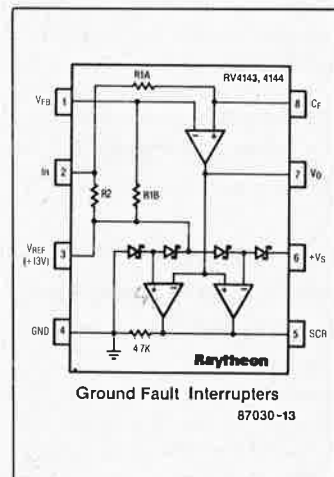 R1A
RV4143, 4144
VFB
1
8
CF
In
2
7
VO
R2
R1B
VREF
(+13V)
3
6
+VS
GND
4
5
SCR
4.7K
Raytheon
Ground Fault Interrupters
87030-13